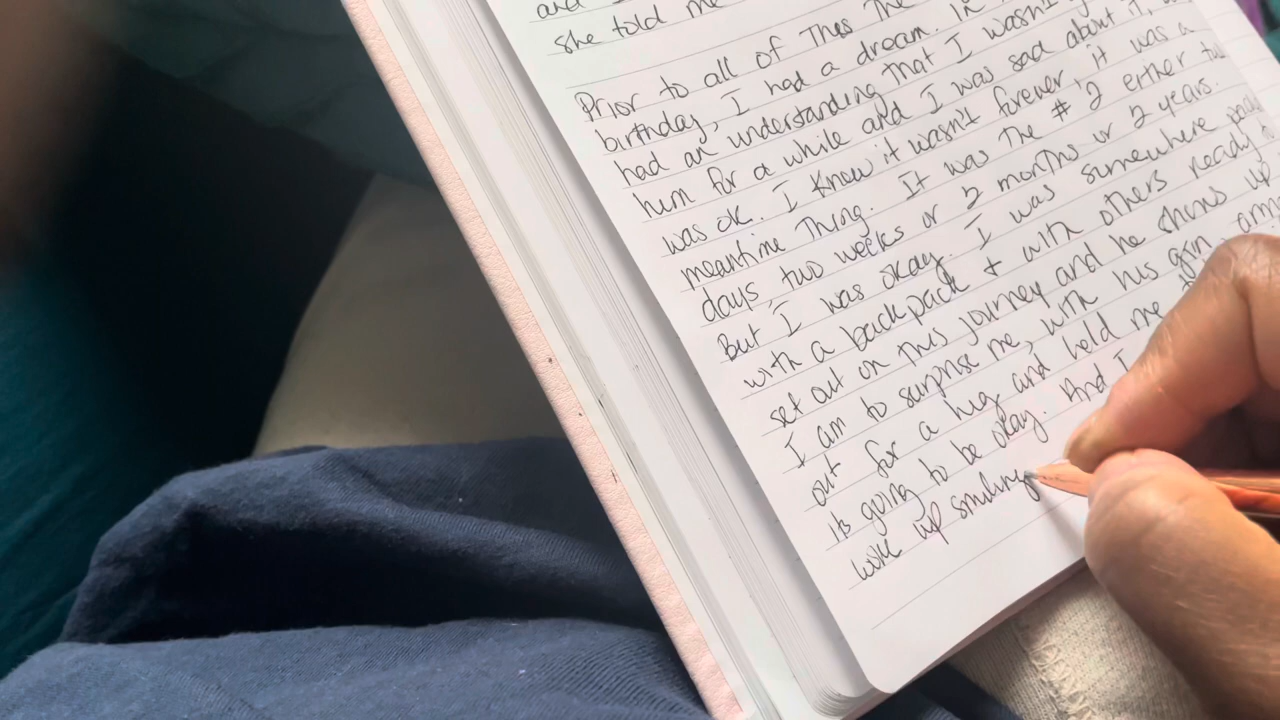 and
she told me
Prior to all of this the
birthday, I had a dream.
had an understanding that I wasn't
him for a while and I was sad about it,
was ok. I knew it wasn't forever, it was a
meantime thing. It was the # 2 either
days two weeks or 2 months or 2 years.
But I was okay. I was somewhere
with a backpack + with others ready
set out on this journey and he shows up
I am to surprise me, with his grin,
out for a hug and held me
its going to be okay. And I
woke up smiling